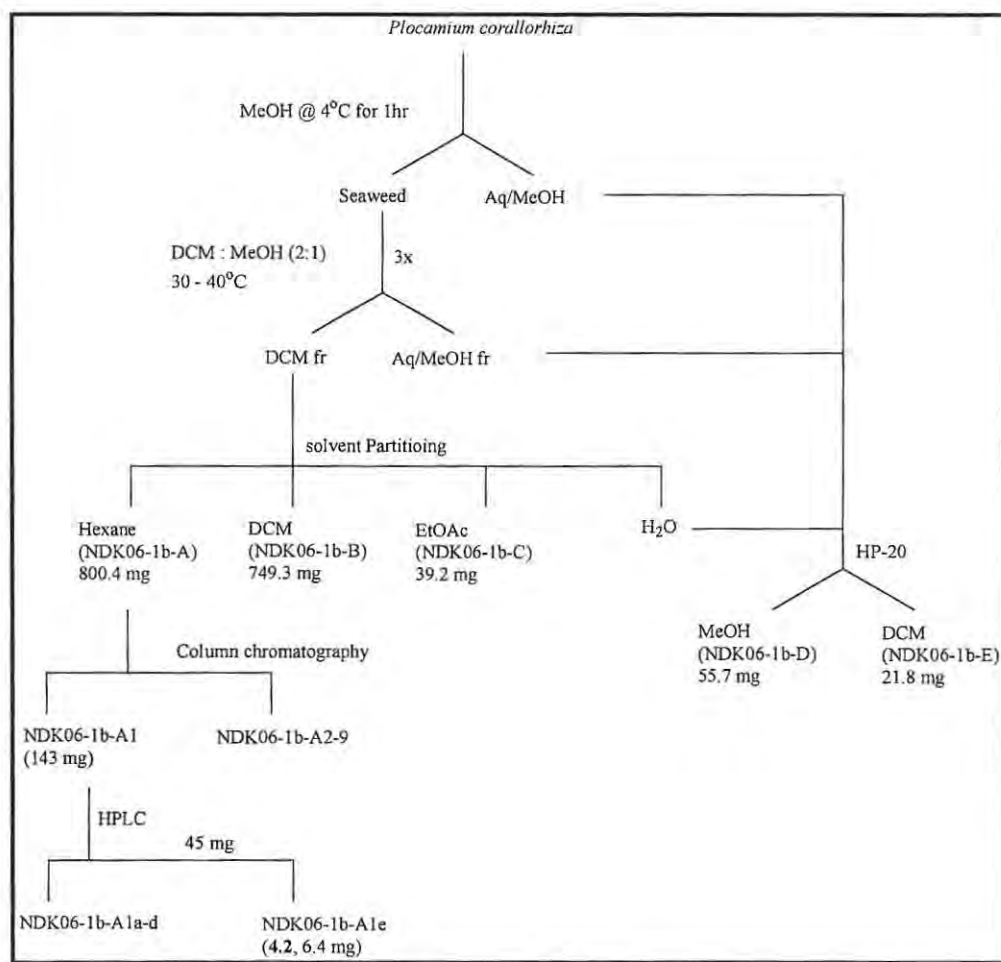 Plocamium corallorhiza
MeOH @ 4°C for 1hr
Seaweed
Aq/MeOH
DCM : MeOH (2:1)
30 - 40°C
3x
DCM fr
Aq/MeOH fr
solvent Partitioing
Hexane
(NDK06-1b-A)
800.4 mg
DCM
(NDK06-1b-B)
749.3 mg
EtOAc
(NDK06-1b-C)
39.2 mg
H₂O
HP-20
MeOH
(NDK06-1b-D)
55.7 mg
DCM
(NDK06-1b-E)
21.8 mg
Column chromatography
NDK06-1b-A1
(143 mg)
NDK06-1b-A2-9
HPLC
45 mg
NDK06-1b-A1a-d
NDK06-1b-A1e
(4.2, 6.4 mg)